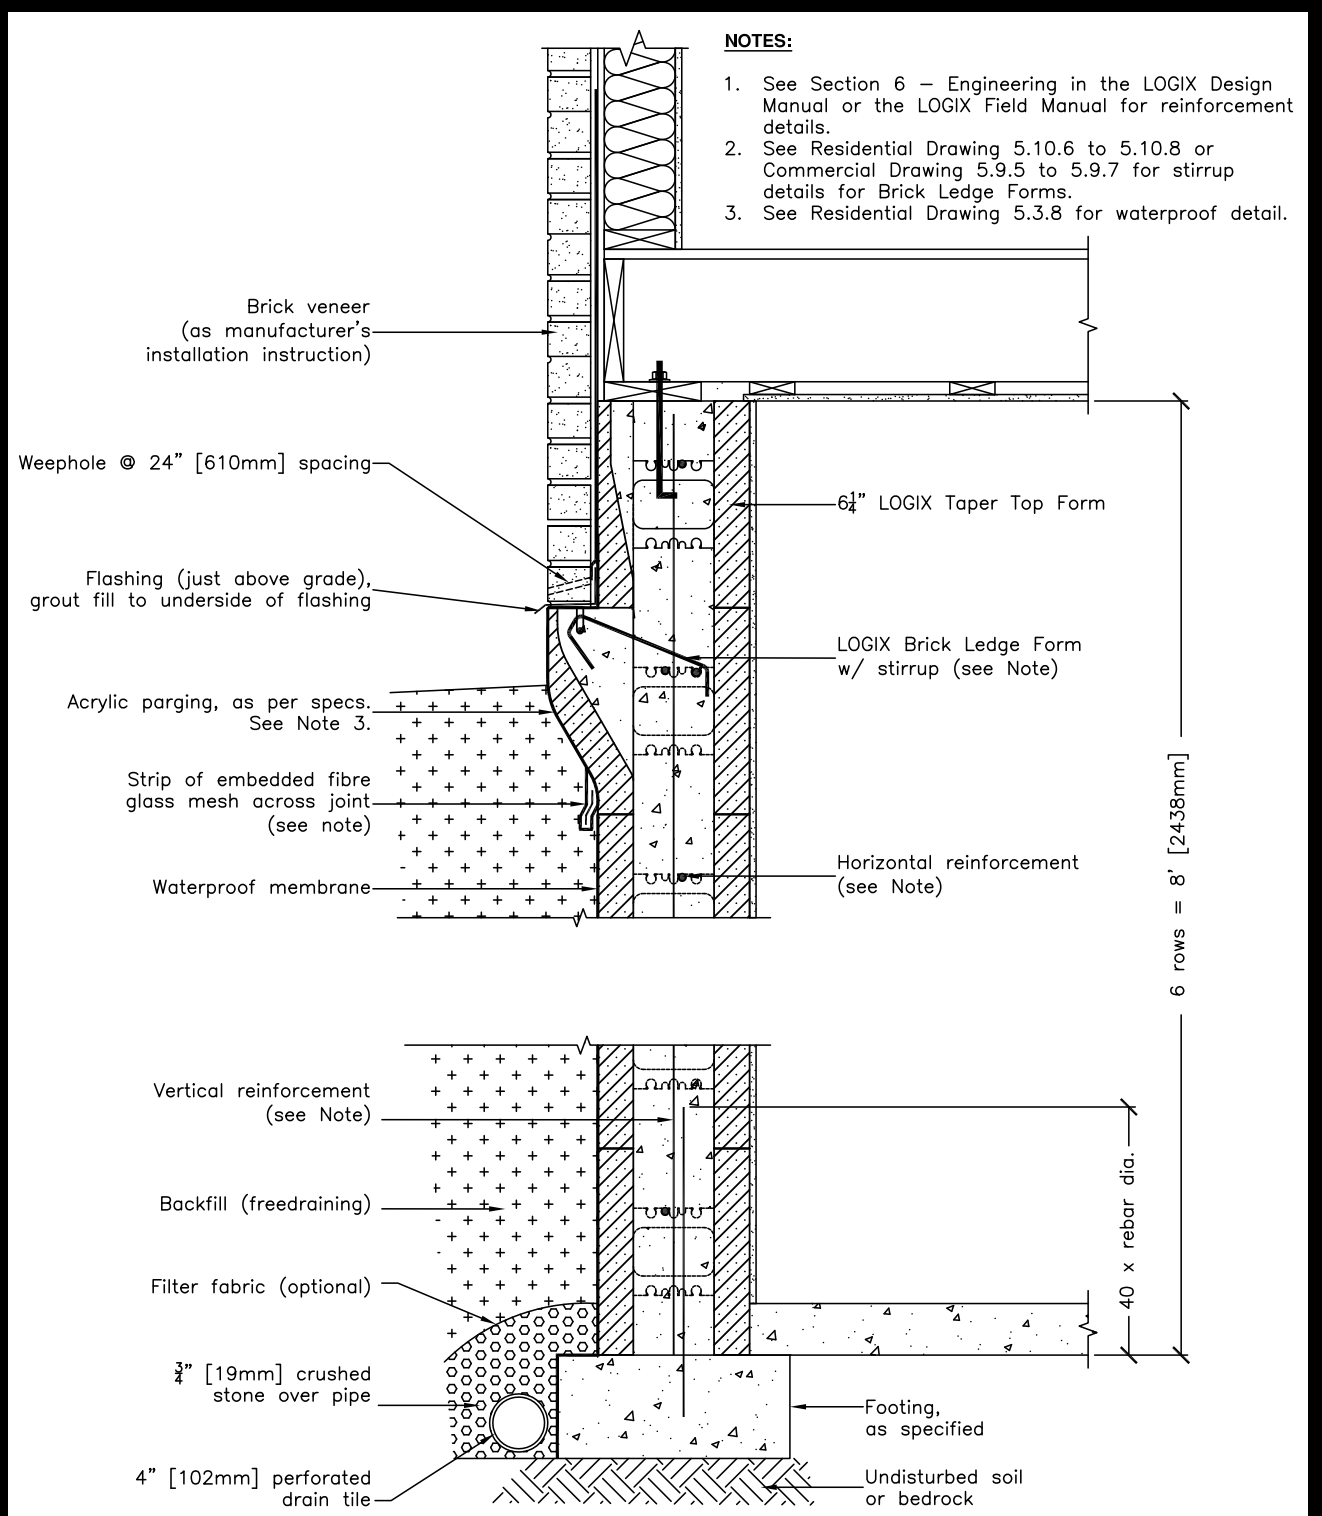 NOTES:
1. See Section 6 – Engineering in the LOGIX Design
Manual or the LOGIX Field Manual for reinforcement
details.
2. See Residential Drawing 5.10.6 to 5.10.8 or
Commercial Drawing 5.9.5 to 5.9.7 for stirrup
details for Brick Ledge Forms.
3. See Residential Drawing 5.3.8 for waterproof detail.
Brick veneer
(as manufacturer's
installation instruction)
Weephole @ 24" [610mm] spacing
6¼" LOGIX Taper Top Form
Flashing (just above grade),
grout fill to underside of flashing
LOGIX Brick Ledge Form
w/ stirrup (see Note)
Acrylic parging, as per specs.
See Note 3.
Strip of embedded fibre
glass mesh across joint
(see note)
Horizontal reinforcement
(see Note)
Waterproof membrane
6 rows = 8' [2438mm]
Vertical reinforcement
(see Note)
Backfill (freedraining)
40 x rebar dia.
Filter fabric (optional)
¾" [19mm] crushed
stone over pipe
Footing,
as specified
4" [102mm] perforated
drain tile
Undisturbed soil
or bedrock